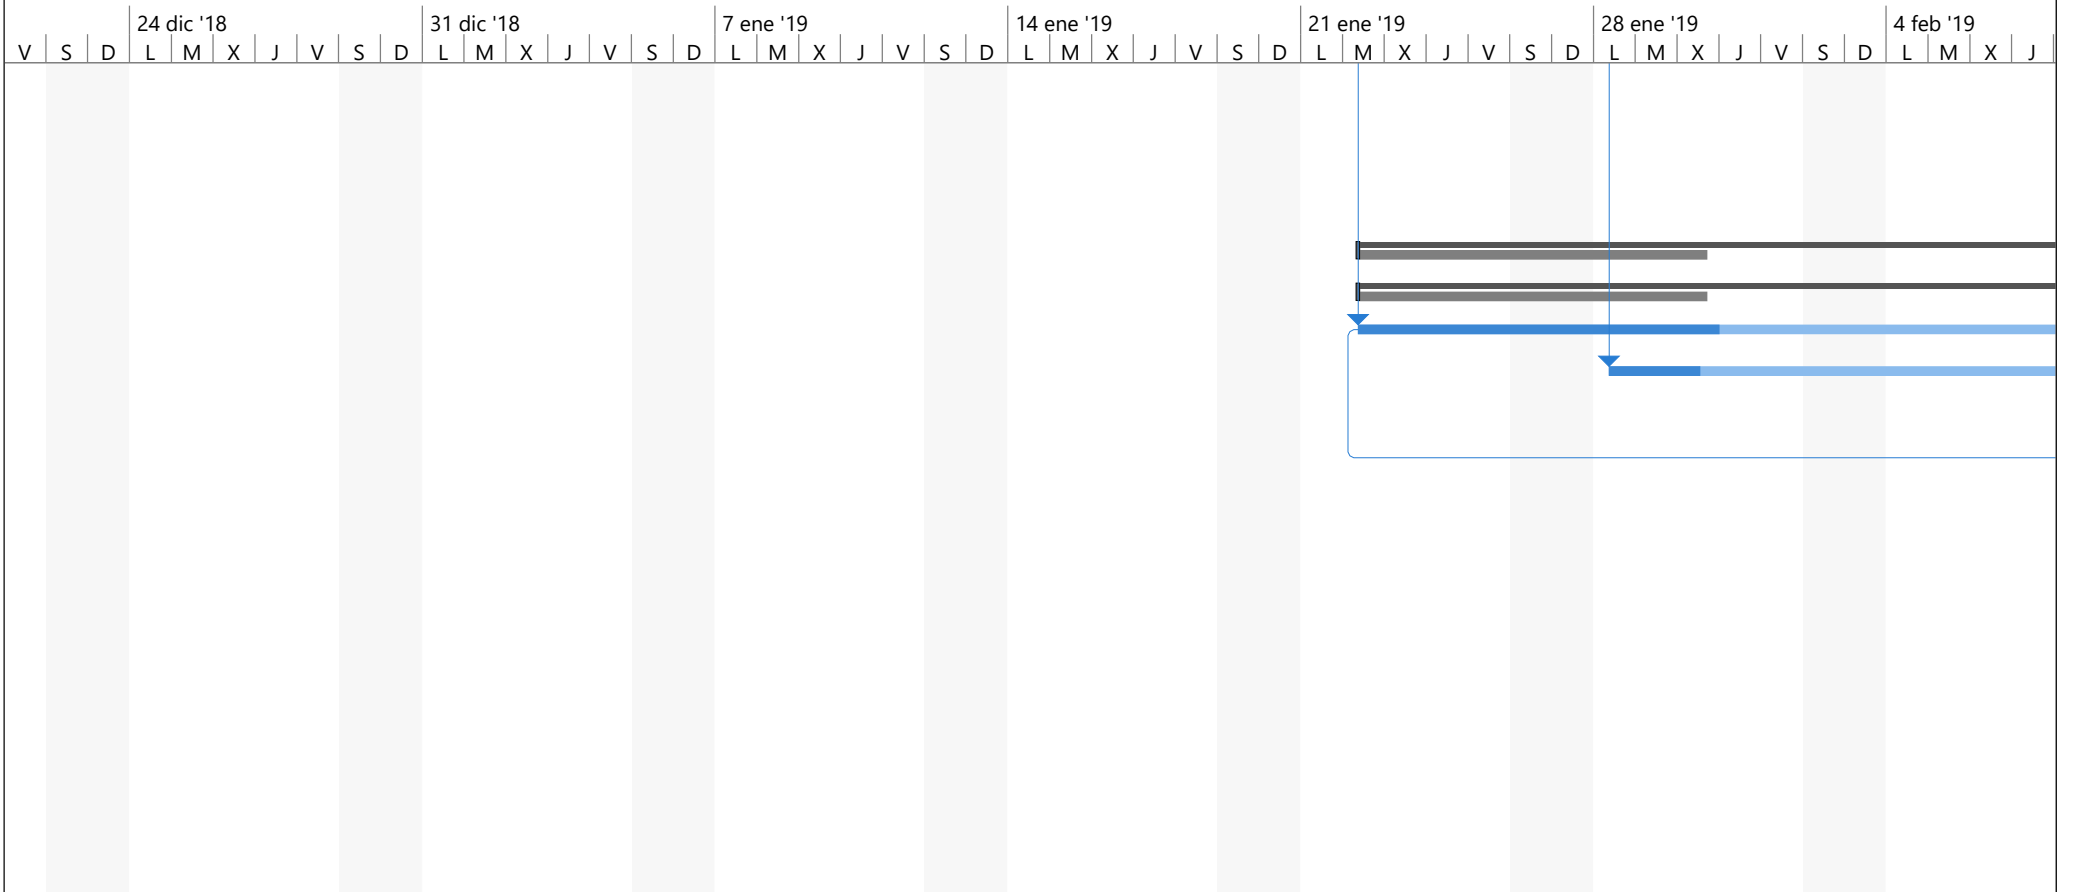 24 dic '18 31 dic '18 7 ene '19 14 ene '19 21 ene '19 28 ene '19 4 feb '19
V S D L M X J V S D L M X J V S D L M X J V S D L M X J V S D L M X J V S D L M X J V S D L M X J